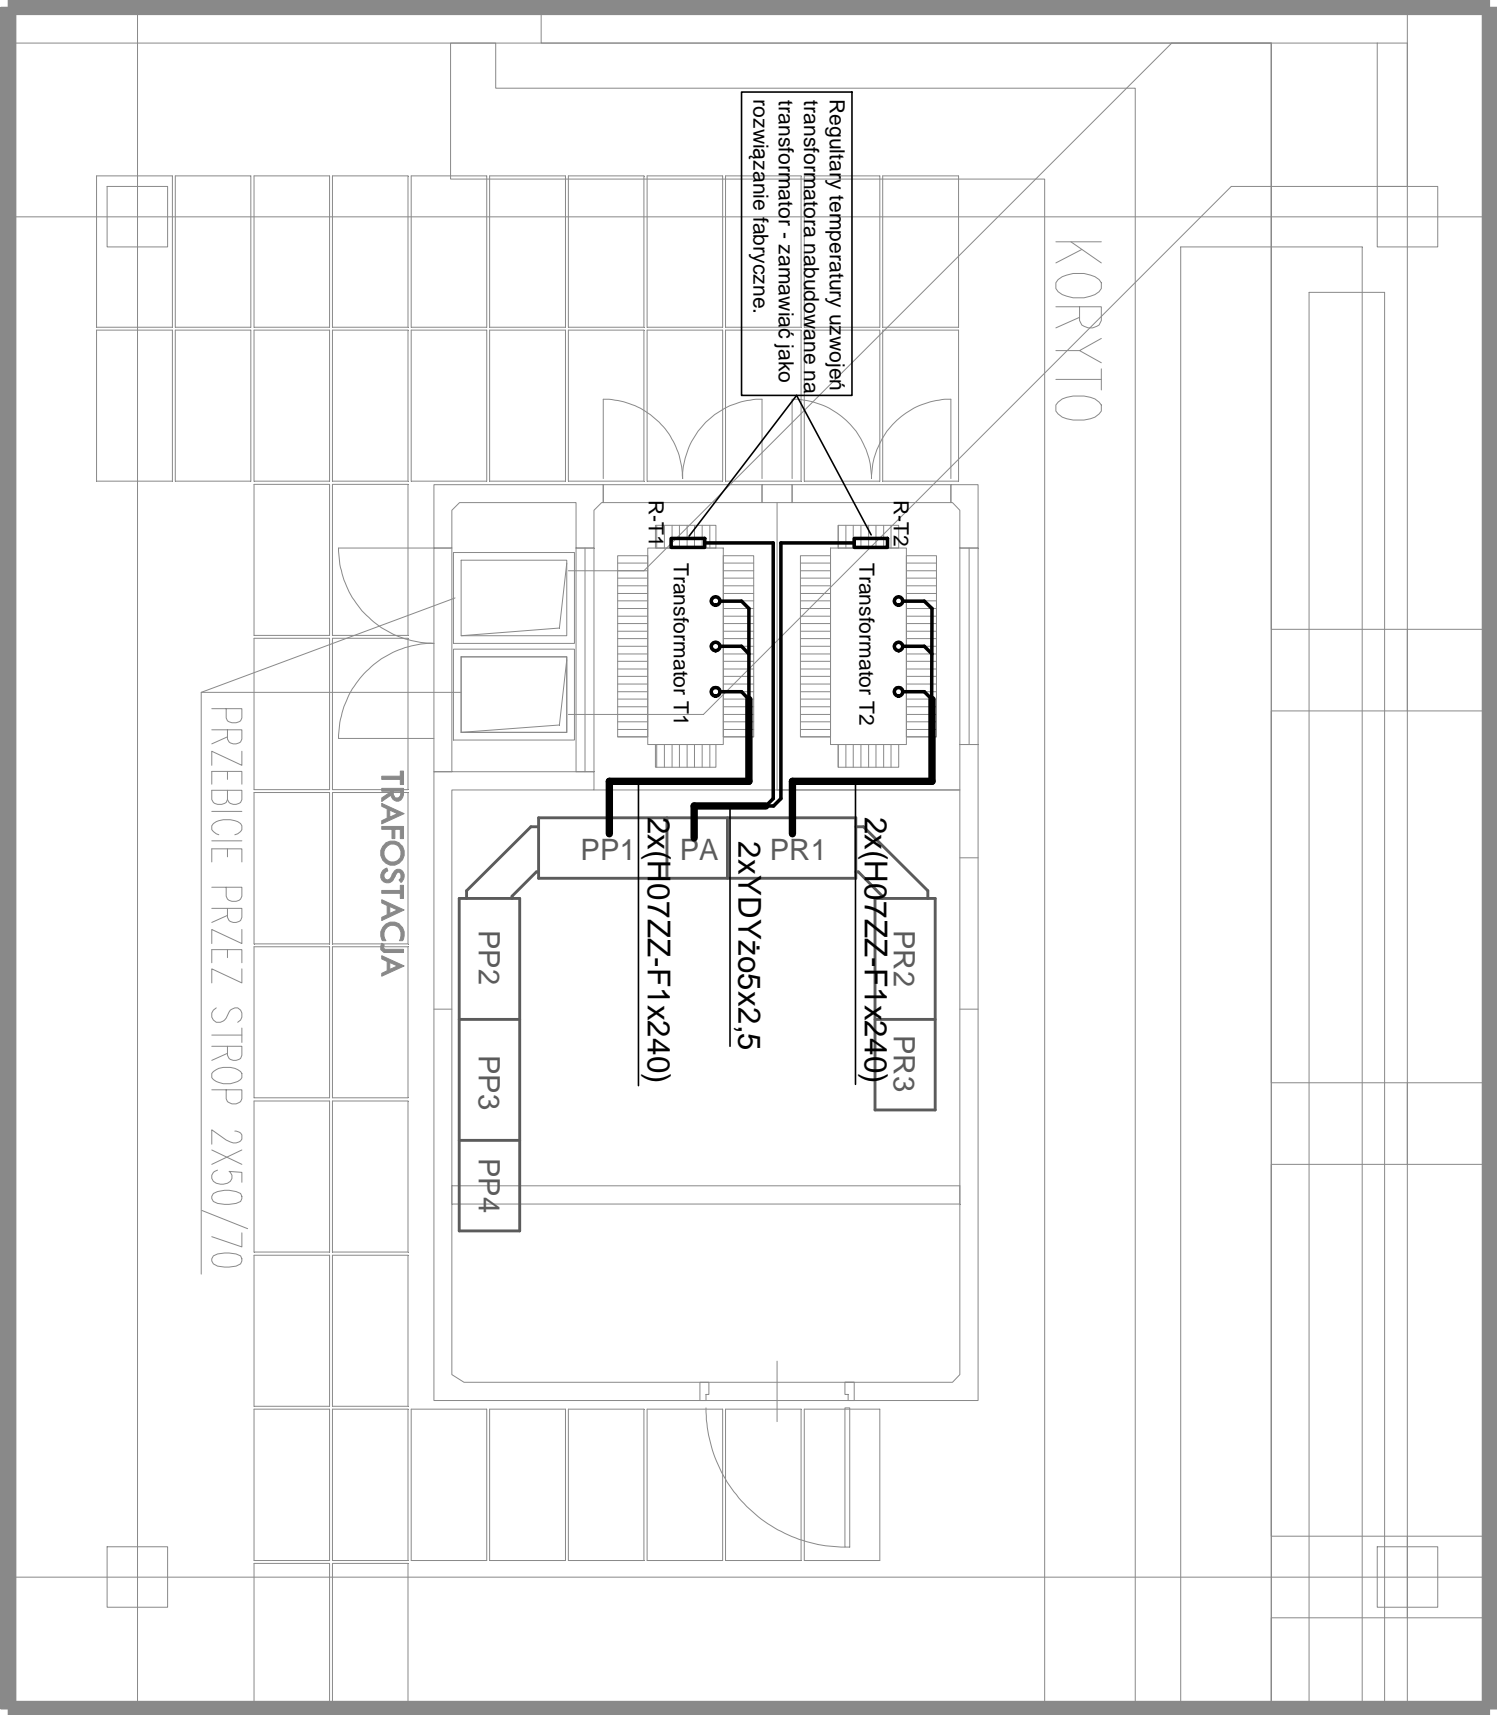 Regultary temperatury uzwojeń
transformatora nabudowane na
transformator - zamawiać jako
rozwiązanie fabryczne.
KORYTO
R-T1
R-T2
Transformator T1
Transformator T2
PP1
PA
PR1
2x(H07ZZ-F1x240)
2xYDYżo5x2,5
2x(H07ZZ-F1x240)
PR2
PR3
PP2
PP3
PP4
TRAFOSTACJA
PRZEBICIE PRZEZ STROP 2X50/70